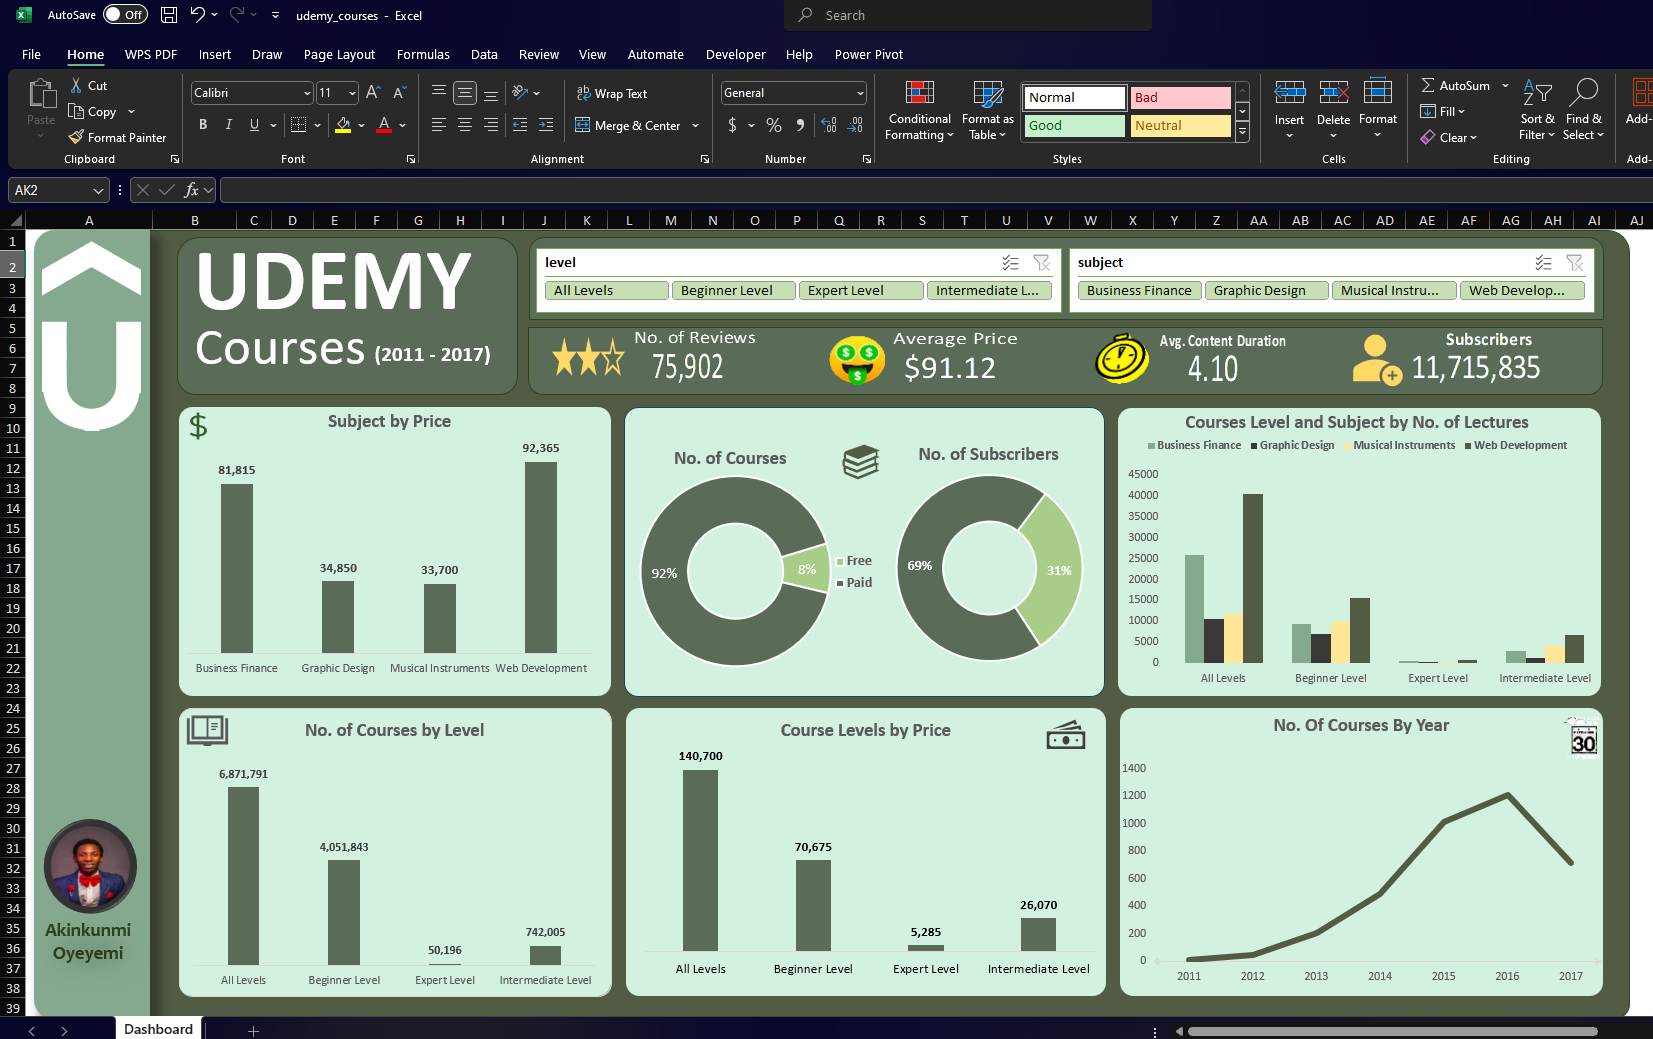 AutoSave Off udemy_courses - Excel Search
File Home WPS PDF Insert Draw Page Layout Formulas Data Review View Automate Developer Help Power Pivot
Paste
Cut
Copy
Format Painter
Clipboard
Calibri 11
B I U
Font
Wrap Text
Merge & Center
Alignment
General
$ % ,
Number
Conditional Formatting
Format as Table
Normal Bad
Good Neutral
Styles
Insert Delete Format
Cells
AutoSum
Fill
Clear
Sort & Filter
Find & Select
Editing
Add-
Add-
AK2 fx
A B C D E F G H I J K L M N O P Q R S T U V W X Y Z AA AB AC AD AE AF AG AH AI AJ
1
2
3
4
5
6
7
8
9
10
11
12
13
14
15
16
17
18
19
20
21
22
23
24
25
26
27
28
29
30
31
32
33
34
35
36
37
38
39
Akinkunmi
Oyeyemi
UDEMY
Courses (2011 - 2017)
level
All Levels Beginner Level Expert Level Intermediate L...
subject
Business Finance Graphic Design Musical Instru... Web Develop...
No. of Reviews
75,902
Average Price
$91.12
Avg. Content Duration
4.10
Subscribers
11,715,835
$ Subject by Price
81,815
34,850
33,700
92,365
Business Finance Graphic Design Musical Instruments Web Development
No. of Courses
92% 8%
Free
Paid
No. of Subscribers
69% 31%
Courses Level and Subject by No. of Lectures
Business Finance Graphic Design Musical Instruments Web Development
45000
40000
35000
30000
25000
20000
15000
10000
5000
0
All Levels Beginner Level Expert Level Intermediate Level
No. of Courses by Level
6,871,791
4,051,843
50,196
742,005
All Levels Beginner Level Expert Level Intermediate Level
Course Levels by Price
140,700
70,675
5,285
26,070
All Levels Beginner Level Expert Level Intermediate Level
No. Of Courses By Year
30
1400
1200
1000
800
600
400
200
0
2011 2012 2013 2014 2015 2016 2017
Dashboard